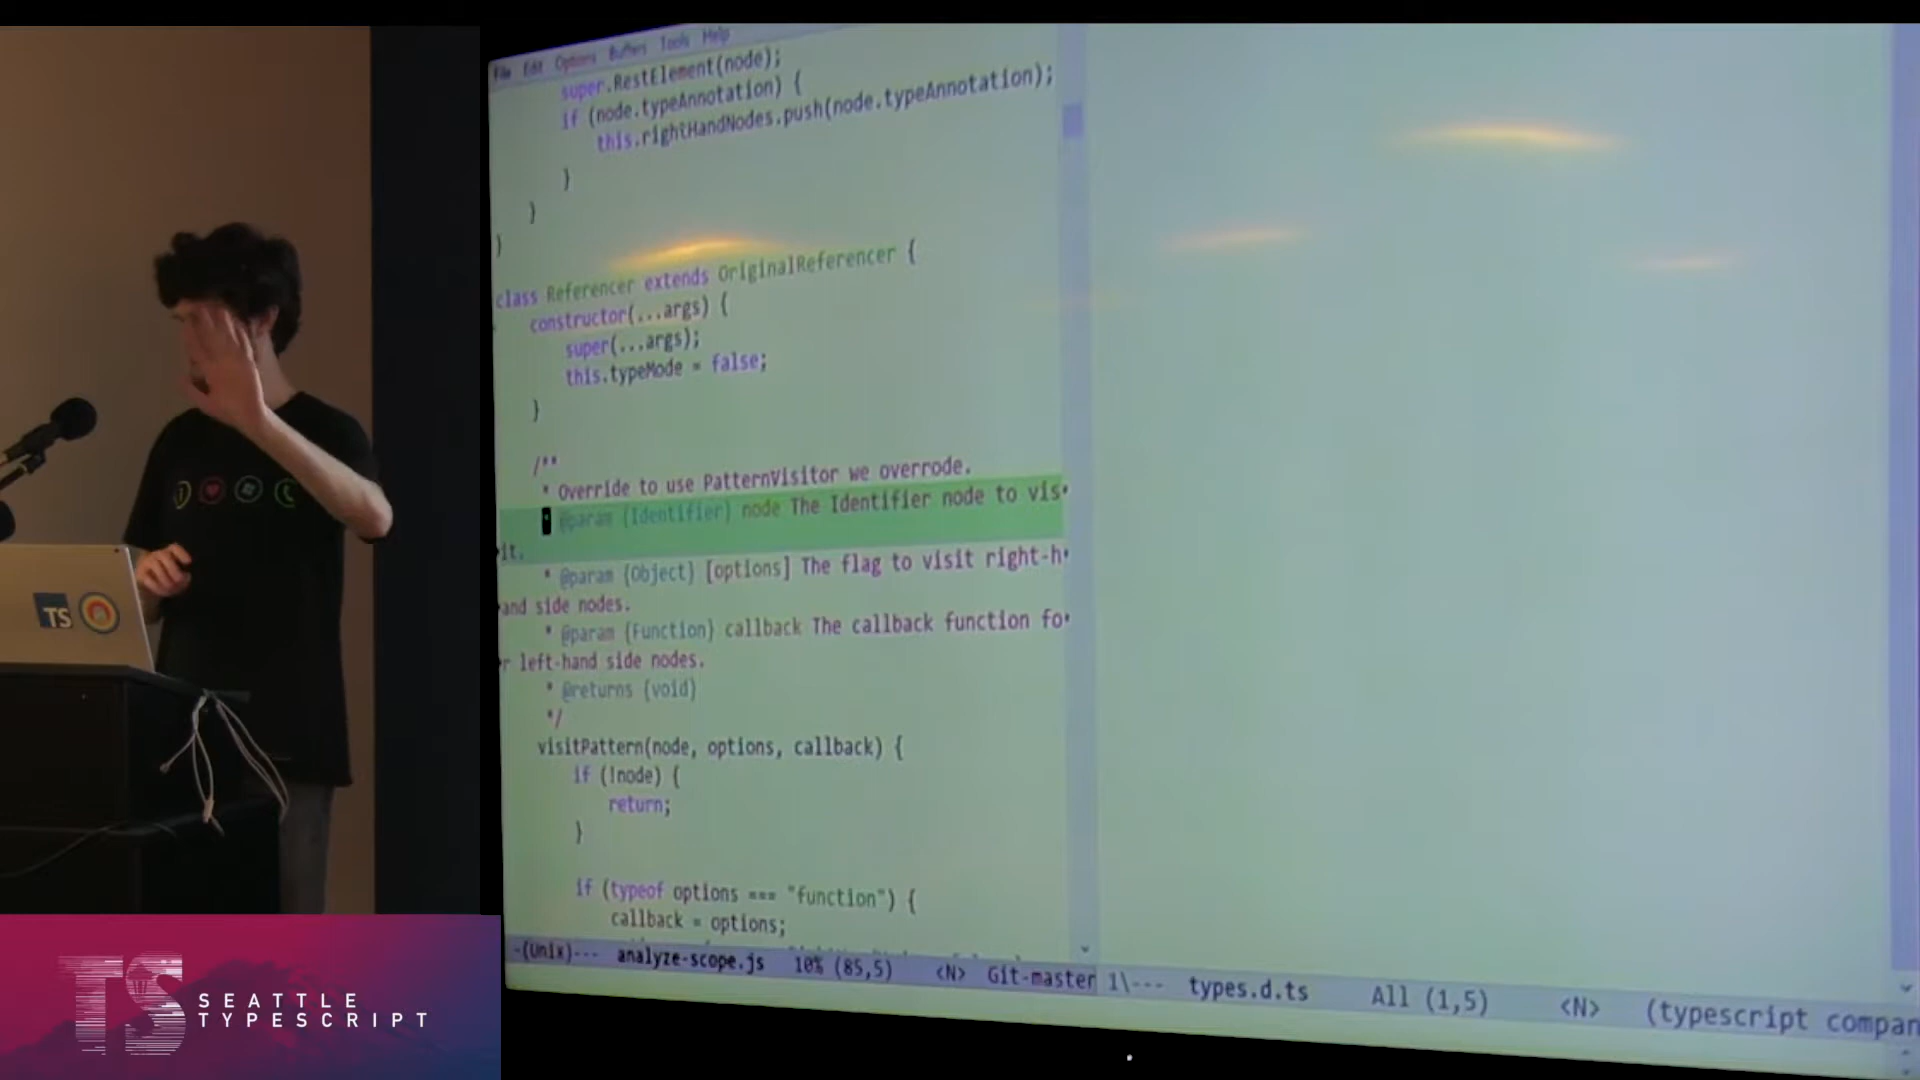 File Edit Options Buffers Tools Help
super.RestElement(node);
if (node.typeAnnotation) {
this.rightHandNodes.push(node.typeAnnotation);
}
}
}
class Referencer extends OriginalReferencer {
constructor(...args) {
super(...args);
this.typeMode = false;
}
/**
* Override to use PatternVisitor we overrode.
* @param {Identifier} node The Identifier node to vis
it.
* @param {Object} [options] The flag to visit right-h
and side nodes.
* @param {Function} callback The callback function fo
r left-hand side nodes.
* @returns {void}
*/
visitPattern(node, options, callback) {
if (!node) {
return;
}
if (typeof options === "function") {
callback = options;
-(Unix)--- analyze-scope.js 10% (85,5) <N> Git-master
1\--- types.d.ts All (1,5) <N> (typescript compan
TS
TS
SEATTLE
TYPESCRIPT